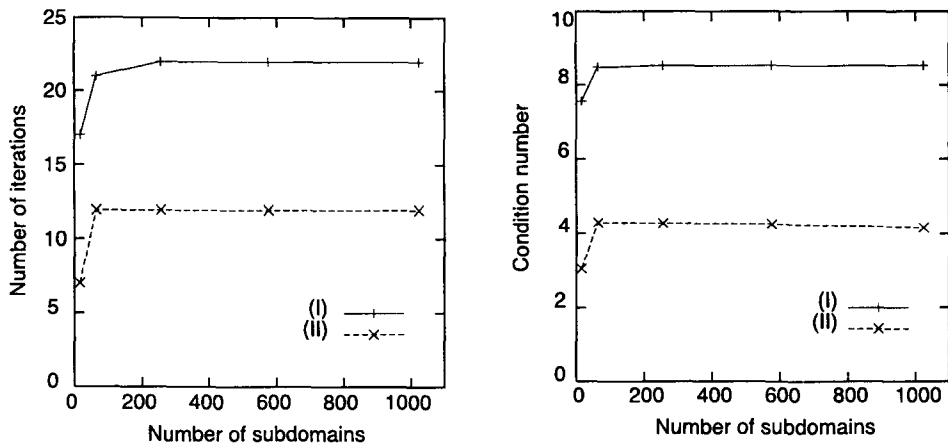 25
20
15
10
5
0
Number of iterations
(I)
(II)
0 200 400 600 800 1000
Number of subdomains
10
8
6
4
2
0
Condition number
(I)
(II)
0 200 400 600 800 1000
Number of subdomains